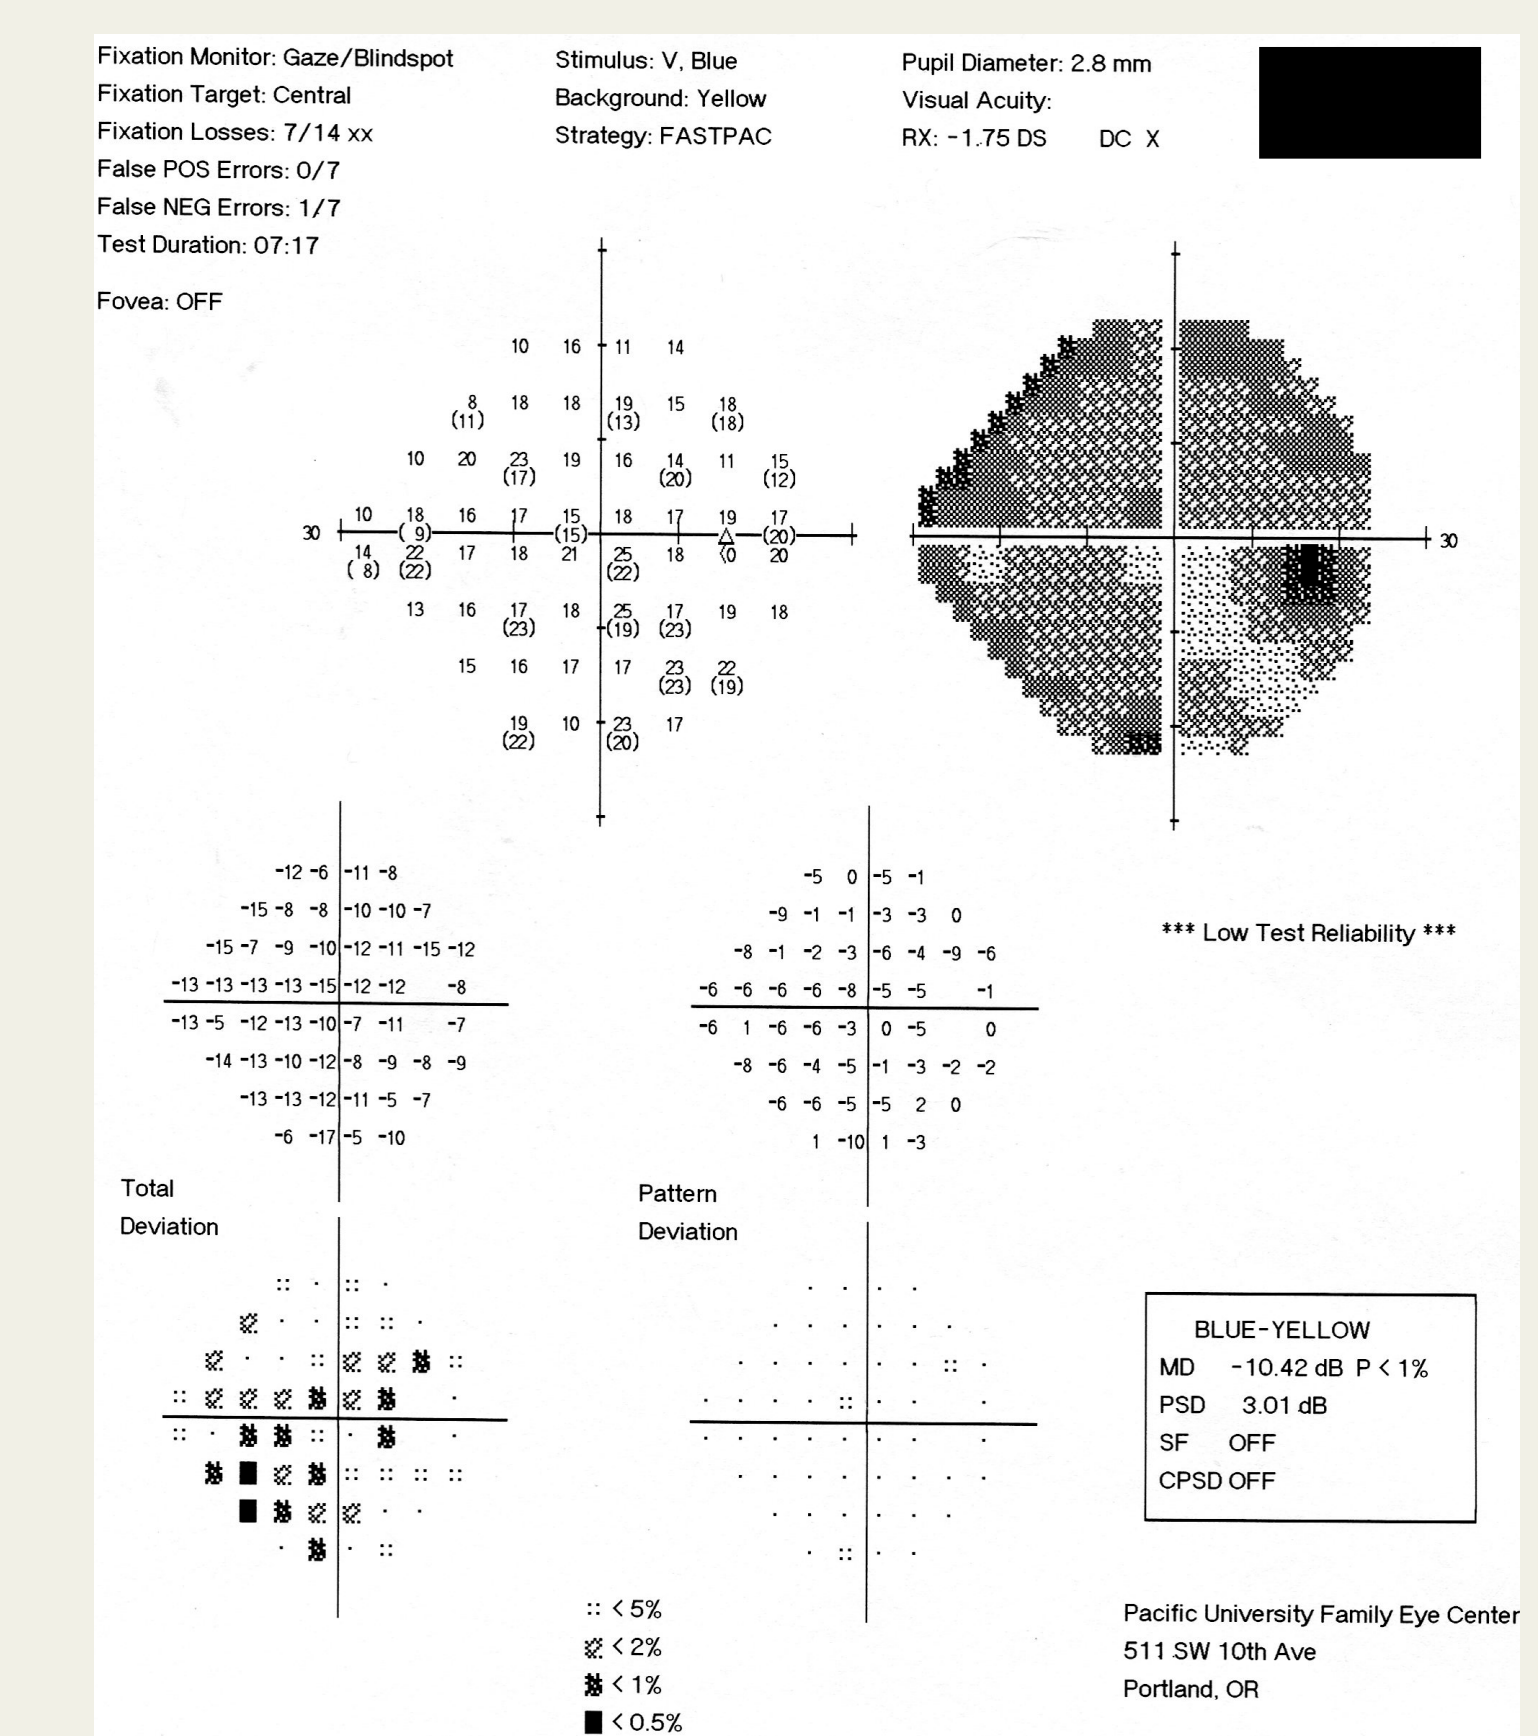 Fixation Monitor: Gaze/Blindspot
Fixation Target: Central
Fixation Losses: 7/14 xx
False POS Errors: 0/7
False NEG Errors: 1/7
Test Duration: 07:17
Fovea: OFF
Stimulus: V, Blue
Background: Yellow
Strategy: FASTPAC
Pupil Diameter: 2.8 mm
Visual Acuity:
RX: -1.75 DS DC X
10 16 11 14
8 18 18 19 15 18
(11) (13) (18)
10 20 23 19 16 14 11 15
(17) (20) (12)
10 18 16 17 15 18 17 19 17
30 ( 9) (15) (20)
14 22 17 18 21 25 18 <0 20
( 8) (22) (22)
13 16 17 18 25 17 19 18
(23) (19) (23)
15 16 17 17 23 22
(23) (19)
19 10 23 17
(22) (20)
30
-12 -6 -11 -8
-15 -8 -8 -10 -10 -7
-15 -7 -9 -10 -12 -11 -15 -12
-13 -13 -13 -13 -15 -12 -12 -8
-13 -5 -12 -13 -10 -7 -11 -7
-14 -13 -10 -12 -8 -9 -8 -9
-13 -13 -12 -11 -5 -7
-6 -17 -5 -10
Total
Deviation
-5 0 -5 -1
-9 -1 -1 -3 -3 0
-8 -1 -2 -3 -6 -4 -9 -6
-6 -6 -6 -6 -8 -5 -5 -1
-6 1 -6 -6 -3 0 -5 0
-8 -6 -4 -5 -1 -3 -2 -2
-6 -6 -5 -5 2 0
1 -10 1 -3
Pattern
Deviation
*** Low Test Reliability ***
BLUE-YELLOW
MD -10.42 dB P < 1%
PSD 3.01 dB
SF OFF
CPSD OFF
< 5%
< 2%
< 1%
< 0.5%
Pacific University Family Eye Center
511 SW 10th Ave
Portland, OR